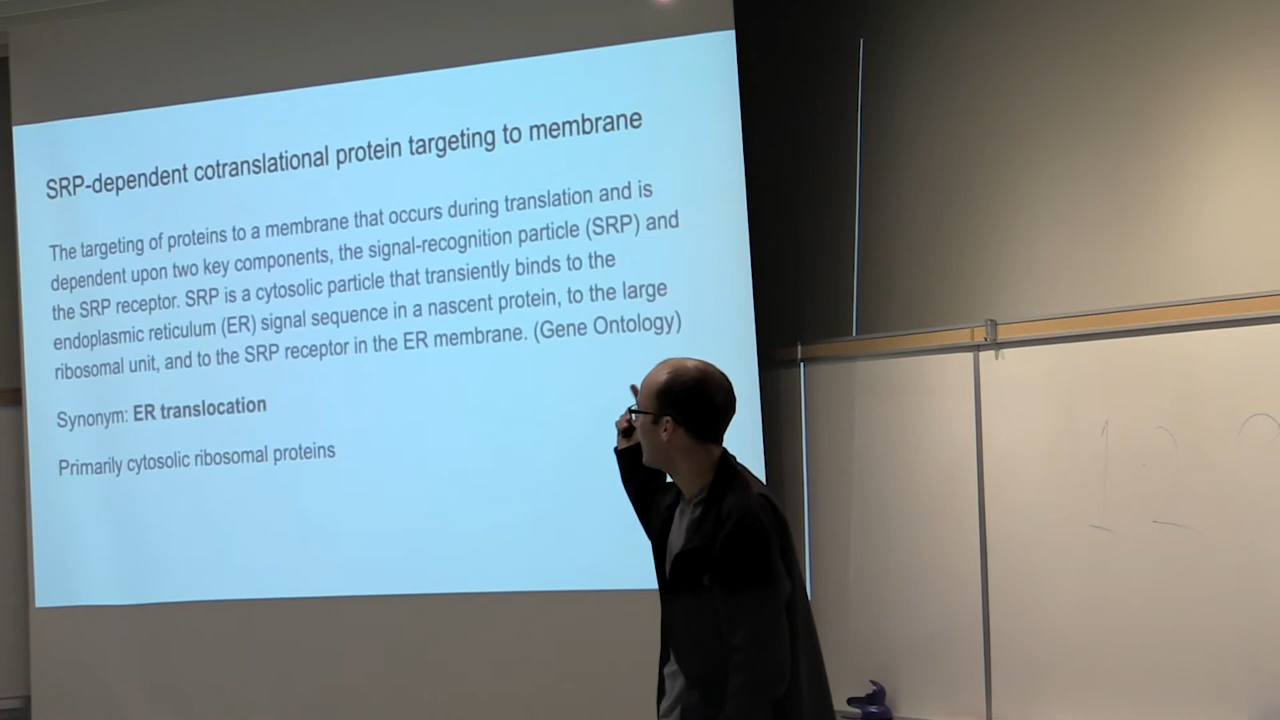 SRP-dependent cotranslational protein targeting to membrane
The targeting of proteins to a membrane that occurs during translation and is
dependent upon two key components, the signal-recognition particle (SRP) and
the SRP receptor. SRP is a cytosolic particle that transiently binds to the
endoplasmic reticulum (ER) signal sequence in a nascent protein, to the large
ribosomal unit, and to the SRP receptor in the ER membrane. (Gene Ontology)
Synonym: ER translocation
Primarily cytosolic ribosomal proteins